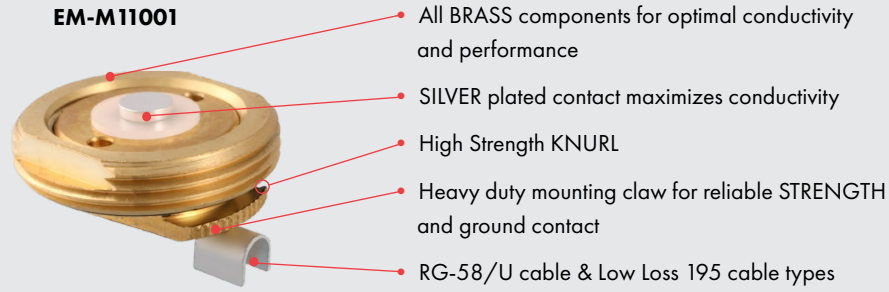 EM-M11001
All BRASS components for optimal conductivity
and performance
SILVER plated contact maximizes conductivity
High Strength KNURL
Heavy duty mounting claw for reliable STRENGTH
and ground contact
RG-58/U cable & Low Loss 195 cable types